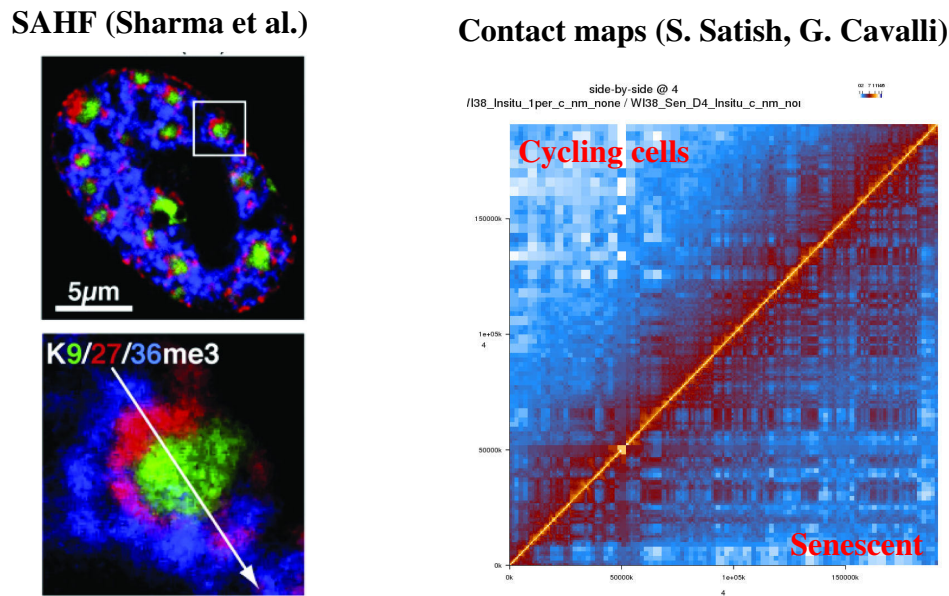 SAHF (Sharma et al.)
5µm
K9/27/36me3
Contact maps (S. Satish, G. Cavalli)
side-by-side @ 4
/I38_Insitu_1per_c_nm_none / WI38_Sen_D4_Insitu_c_nm_no
Cycling cells
150000k
1e+05k
4
50000k
0k
Senescent
0k
50000k
1e+05k
150000k
4